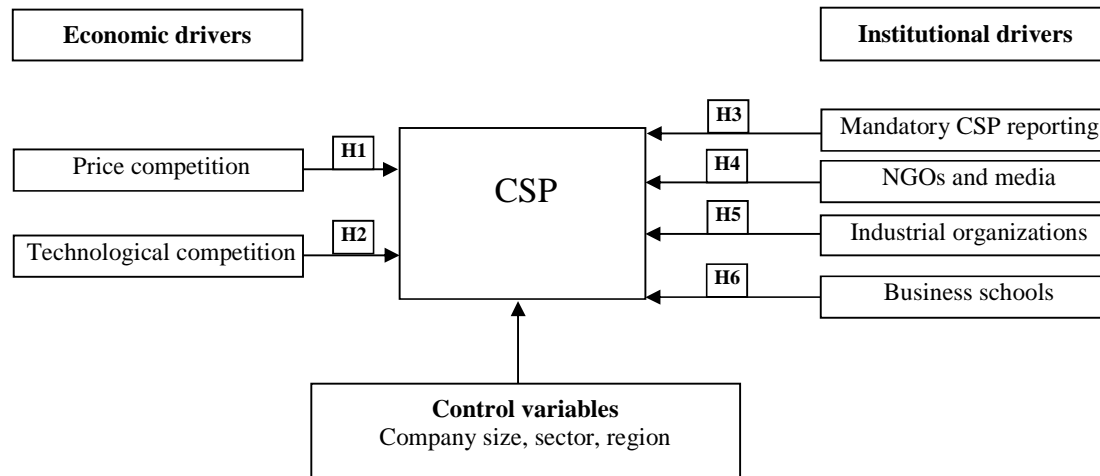 Economic drivers
Institutional drivers
Price competition
Technological competition
H1
H2
CSP
H3
H4
H5
H6
Mandatory CSP reporting
NGOs and media
Industrial organizations
Business schools
Control variables
Company size, sector, region